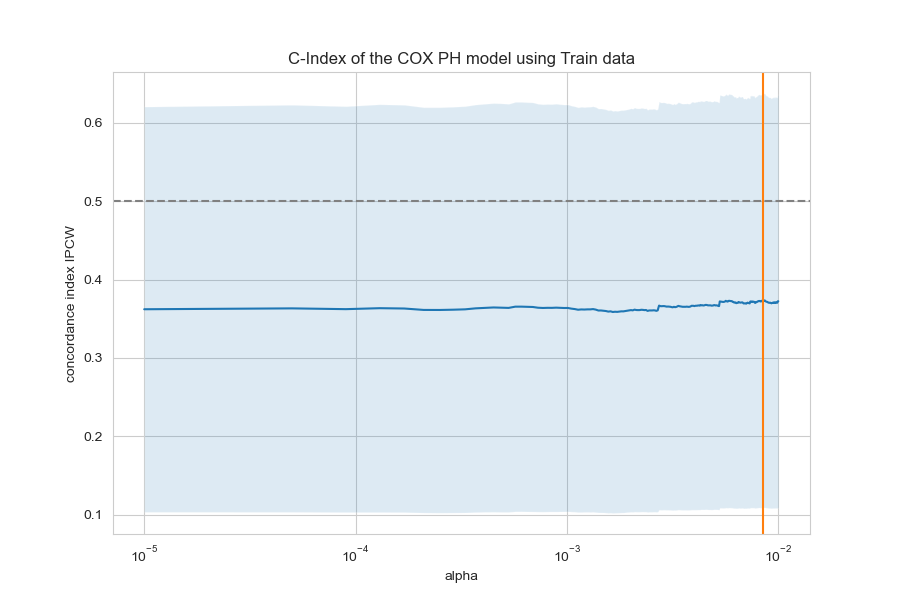 C-Index of the COX PH model using Train data
concordance index IPCW
0.6
0.5
0.4
0.3
0.2
0.1
10⁻⁵ 10⁻⁴ 10⁻³ 10⁻²
alpha